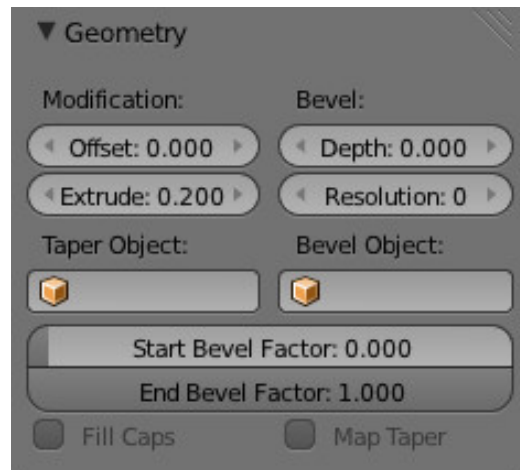 Geometry
Modification: Bevel:
Offset: 0.000 Depth: 0.000
Extrude: 0.200 Resolution: 0
Taper Object: Bevel Object:
Start Bevel Factor: 0.000
End Bevel Factor: 1.000
Fill Caps Map Taper